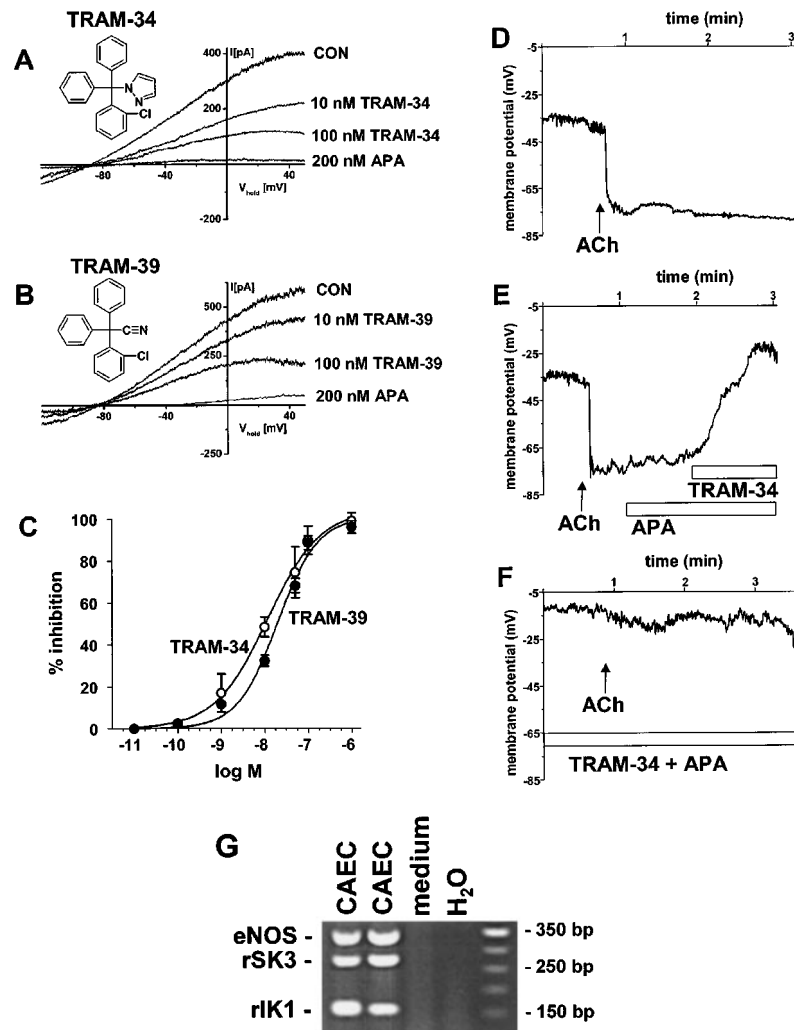 TRAM-34
A
N
N
Cl
I[pA]
400
200
-80
-40
40
-200
V hold [mV]
CON
10 nM TRAM-34
100 nM TRAM-34
200 nM APA
TRAM-39
B
C≡N
Cl
I[pA]
500
250
-80
-40
40
-250
V hold [mV]
CON
10 nM TRAM-39
100 nM TRAM-39
200 nM APA
C
% inhibition
100
80
60
40
20
0
TRAM-34
TRAM-39
-11 -10 -9 -8 -7 -6
log M
D
time (min)
1 2 3
membrane potential (mV)
-5
-25
-45
-65
-85
ACh
E
time (min)
1 2 3
membrane potential (mV)
-5
-25
-45
-65
-85
ACh
TRAM-34
APA
F
time (min)
1 2 3
membrane potential (mV)
-5
-25
-45
-65
-85
ACh
TRAM-34 + APA
G
CAEC
CAEC
medium
H2O
eNOS -
rSK3 -
rIK1 -
- 350 bp
- 250 bp
- 150 bp